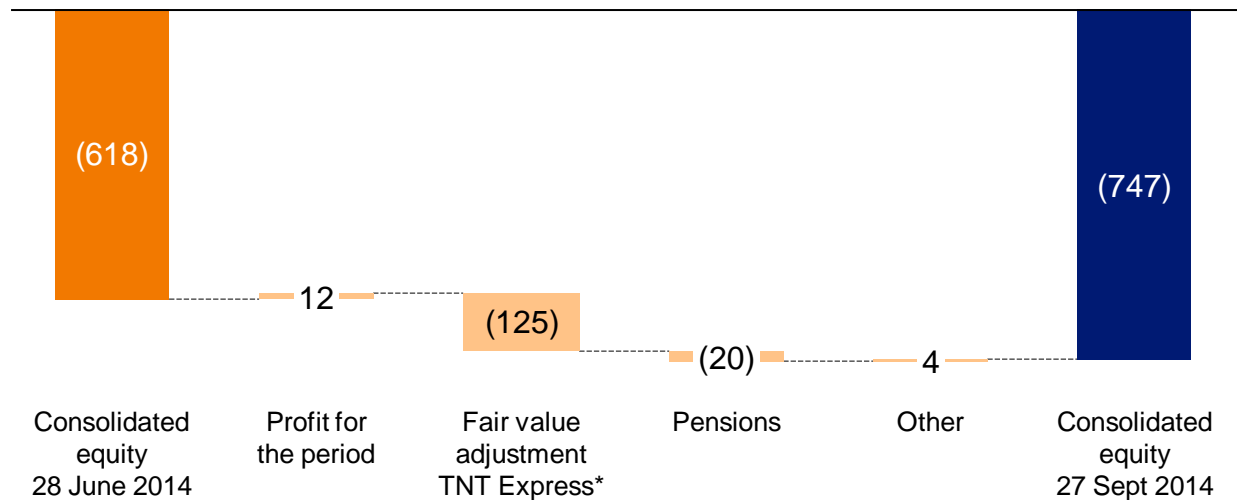 (618)
12
(125)
(20)
4
(747)
Consolidated
equity
28 June 2014
Profit for
the period
Fair value
adjustment
TNT Express*
Pensions
Other
Consolidated
equity
27 Sept 2014